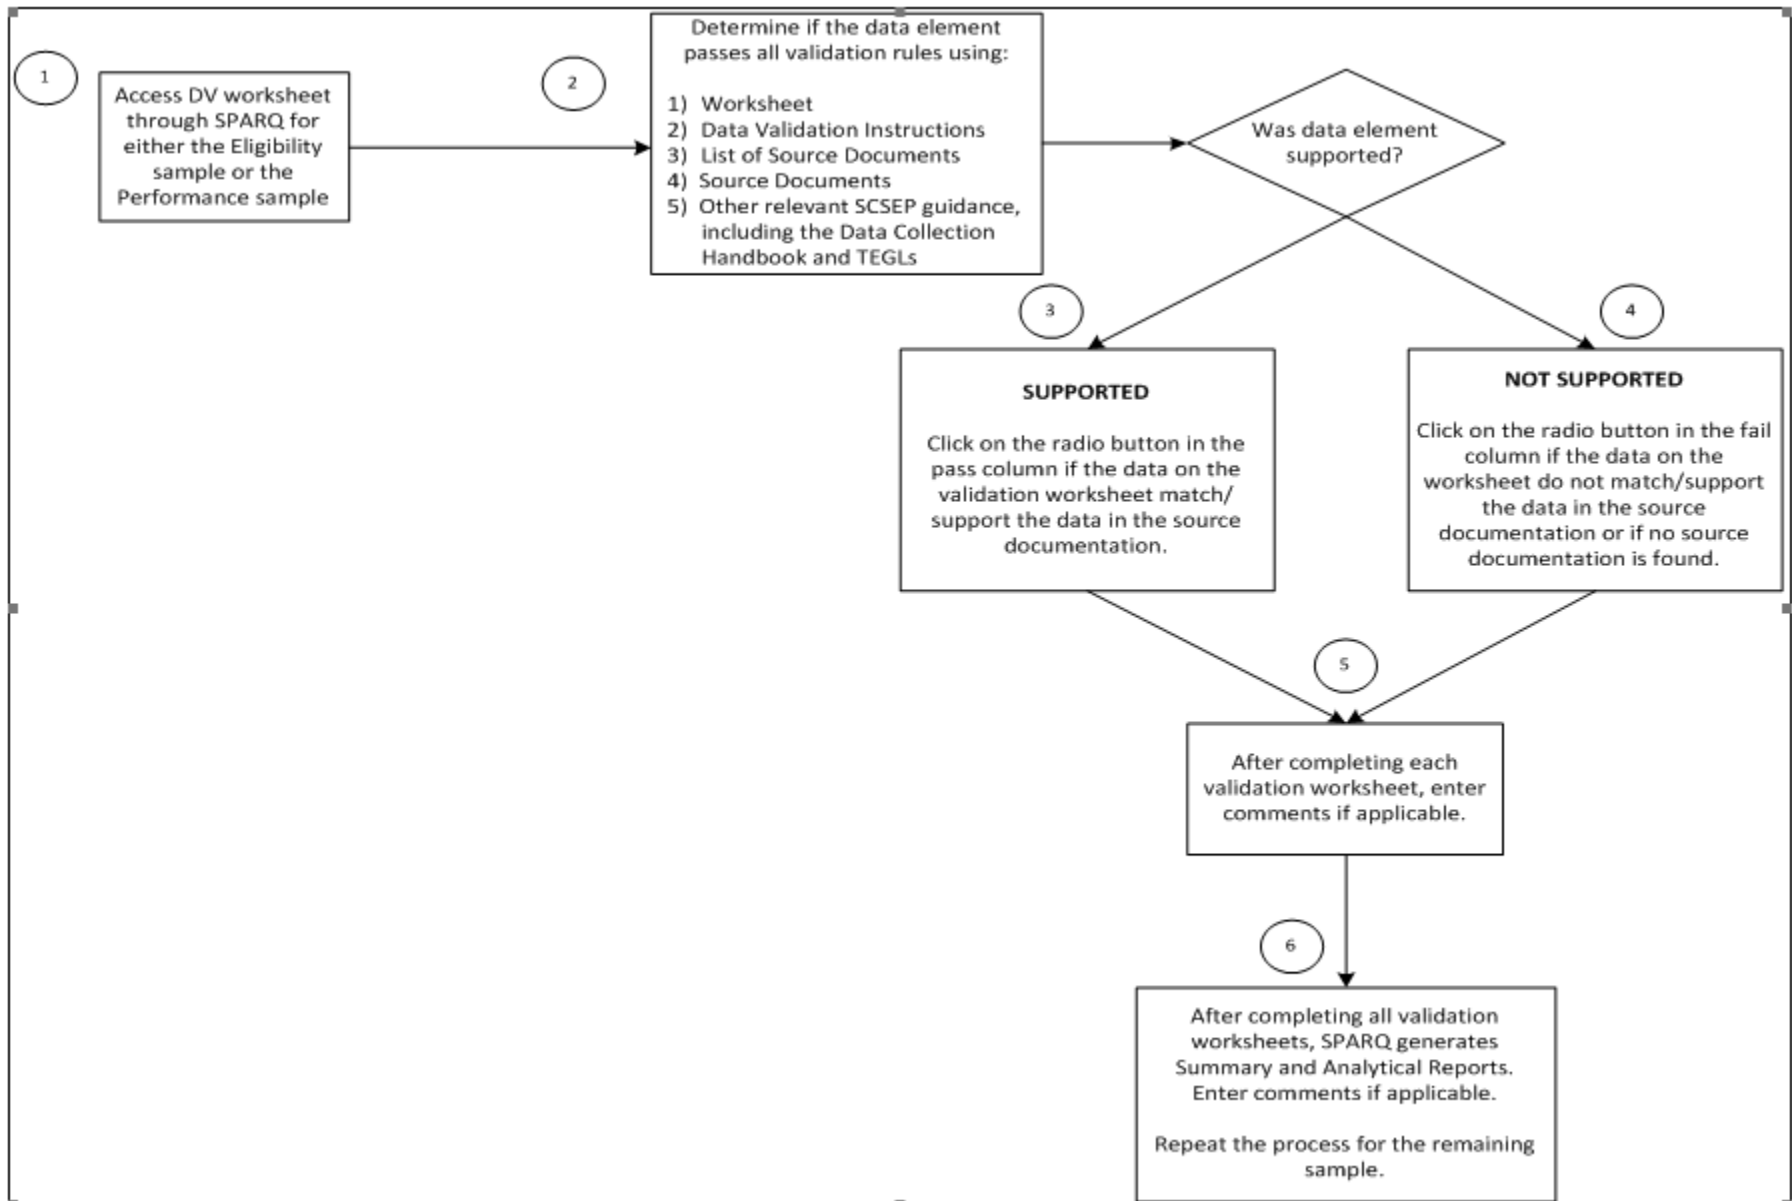 1
Access DV worksheet
through SPARQ for
either the Eligibility
sample or the
Performance sample
2
Determine if the data element
passes all validation rules using:
1) Worksheet
2) Data Validation Instructions
3) List of Source Documents
4) Source Documents
5) Other relevant SCSEP guidance,
including the Data Collection
Handbook and TEGLs
Was data element
supported?
3
SUPPORTED
Click on the radio button in the
pass column if the data on the
validation worksheet match/
support the data in the source
documentation.
4
NOT SUPPORTED
Click on the radio button in the fail
column if the data on the
worksheet do not match/support
the data in the source
documentation or if no source
documentation is found.
5
After completing each
validation worksheet, enter
comments if applicable.
6
After completing all validation
worksheets, SPARQ generates
Summary and Analytical Reports.
Enter comments if applicable.
Repeat the process for the remaining
sample.